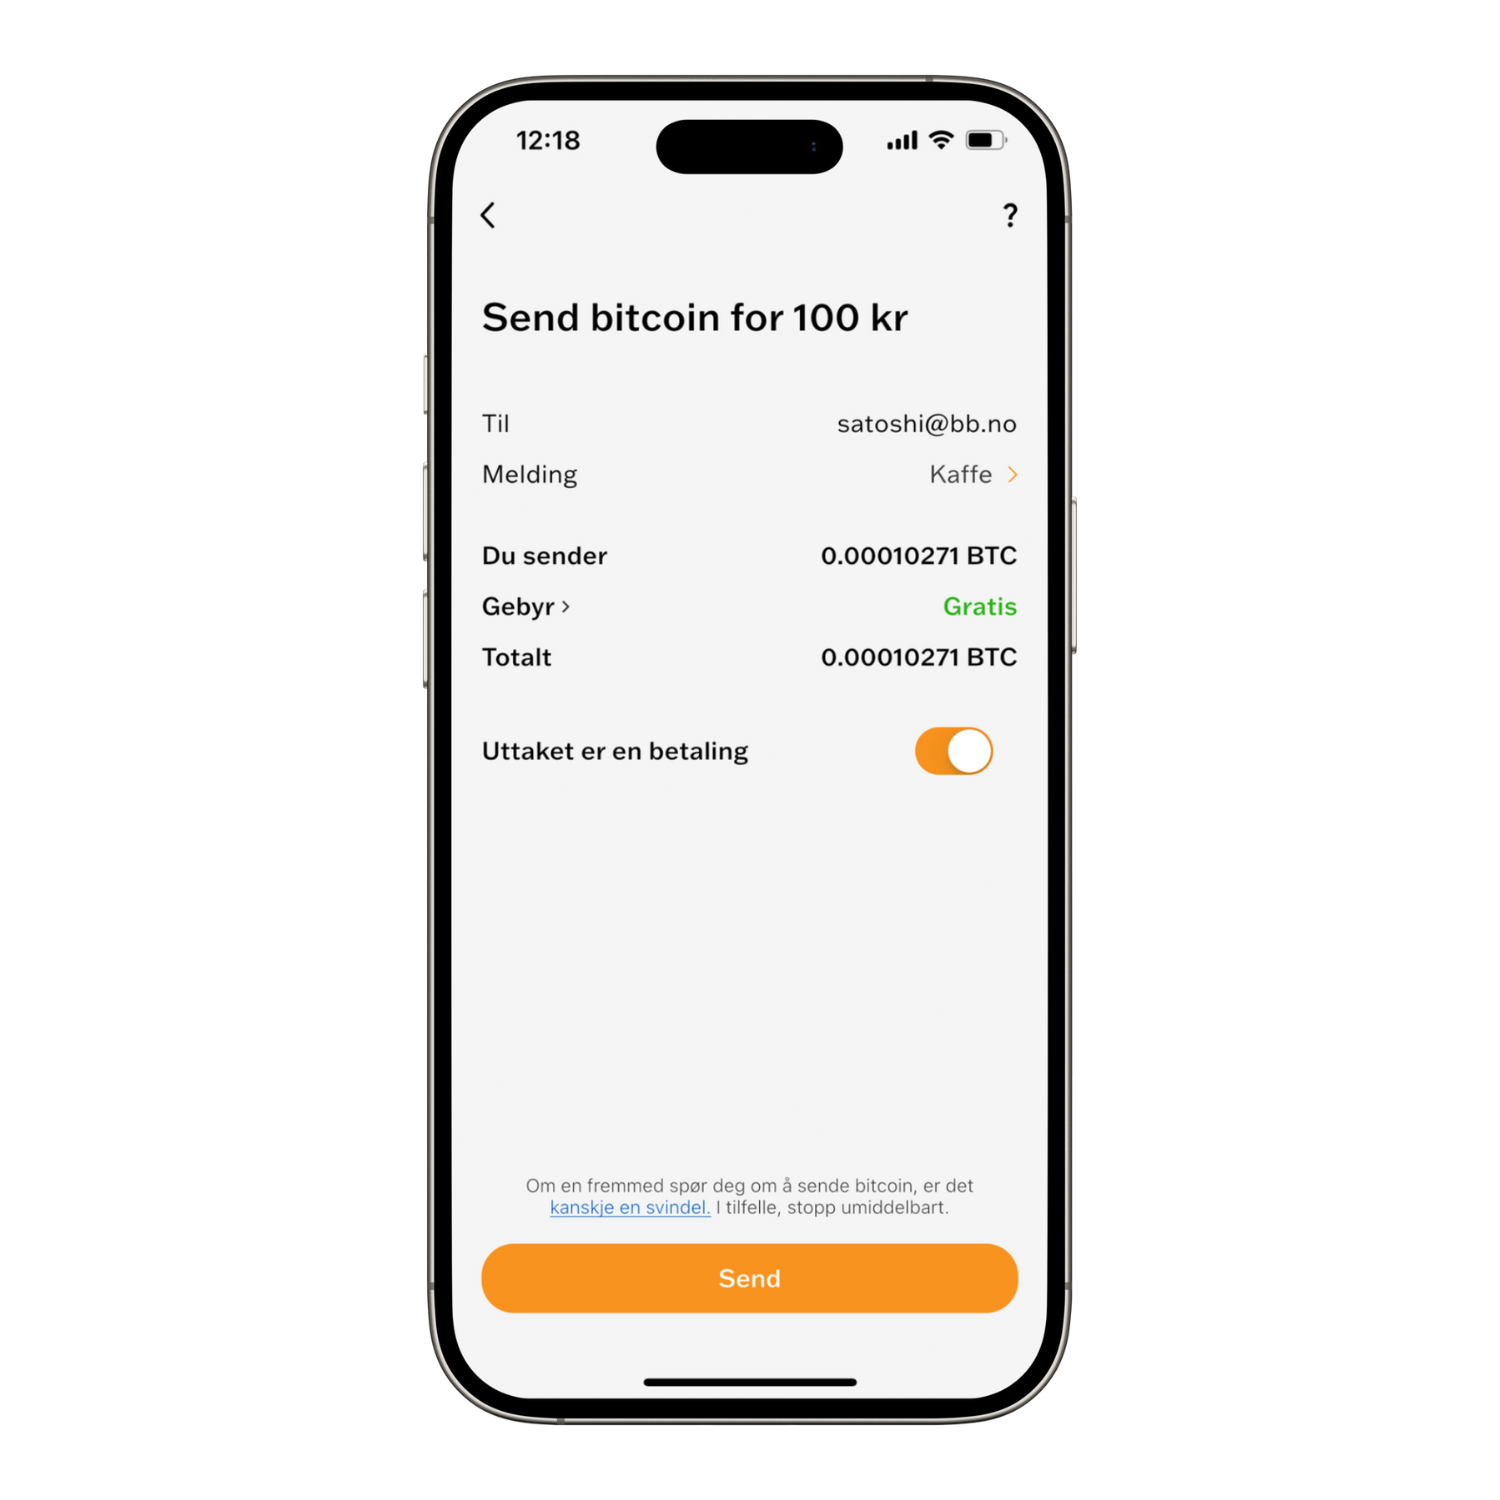 12:18
?
Send bitcoin for 100 kr
Til satoshi@bb.no
Melding Kaffe
Du sender 0.00010271 BTC
Gebyr Gratis
Totalt 0.00010271 BTC
Uttaket er en betaling
Om en fremmed spør deg om å sende bitcoin, er det
kanskje en svindel. I tilfelle, stopp umiddelbart.
Send